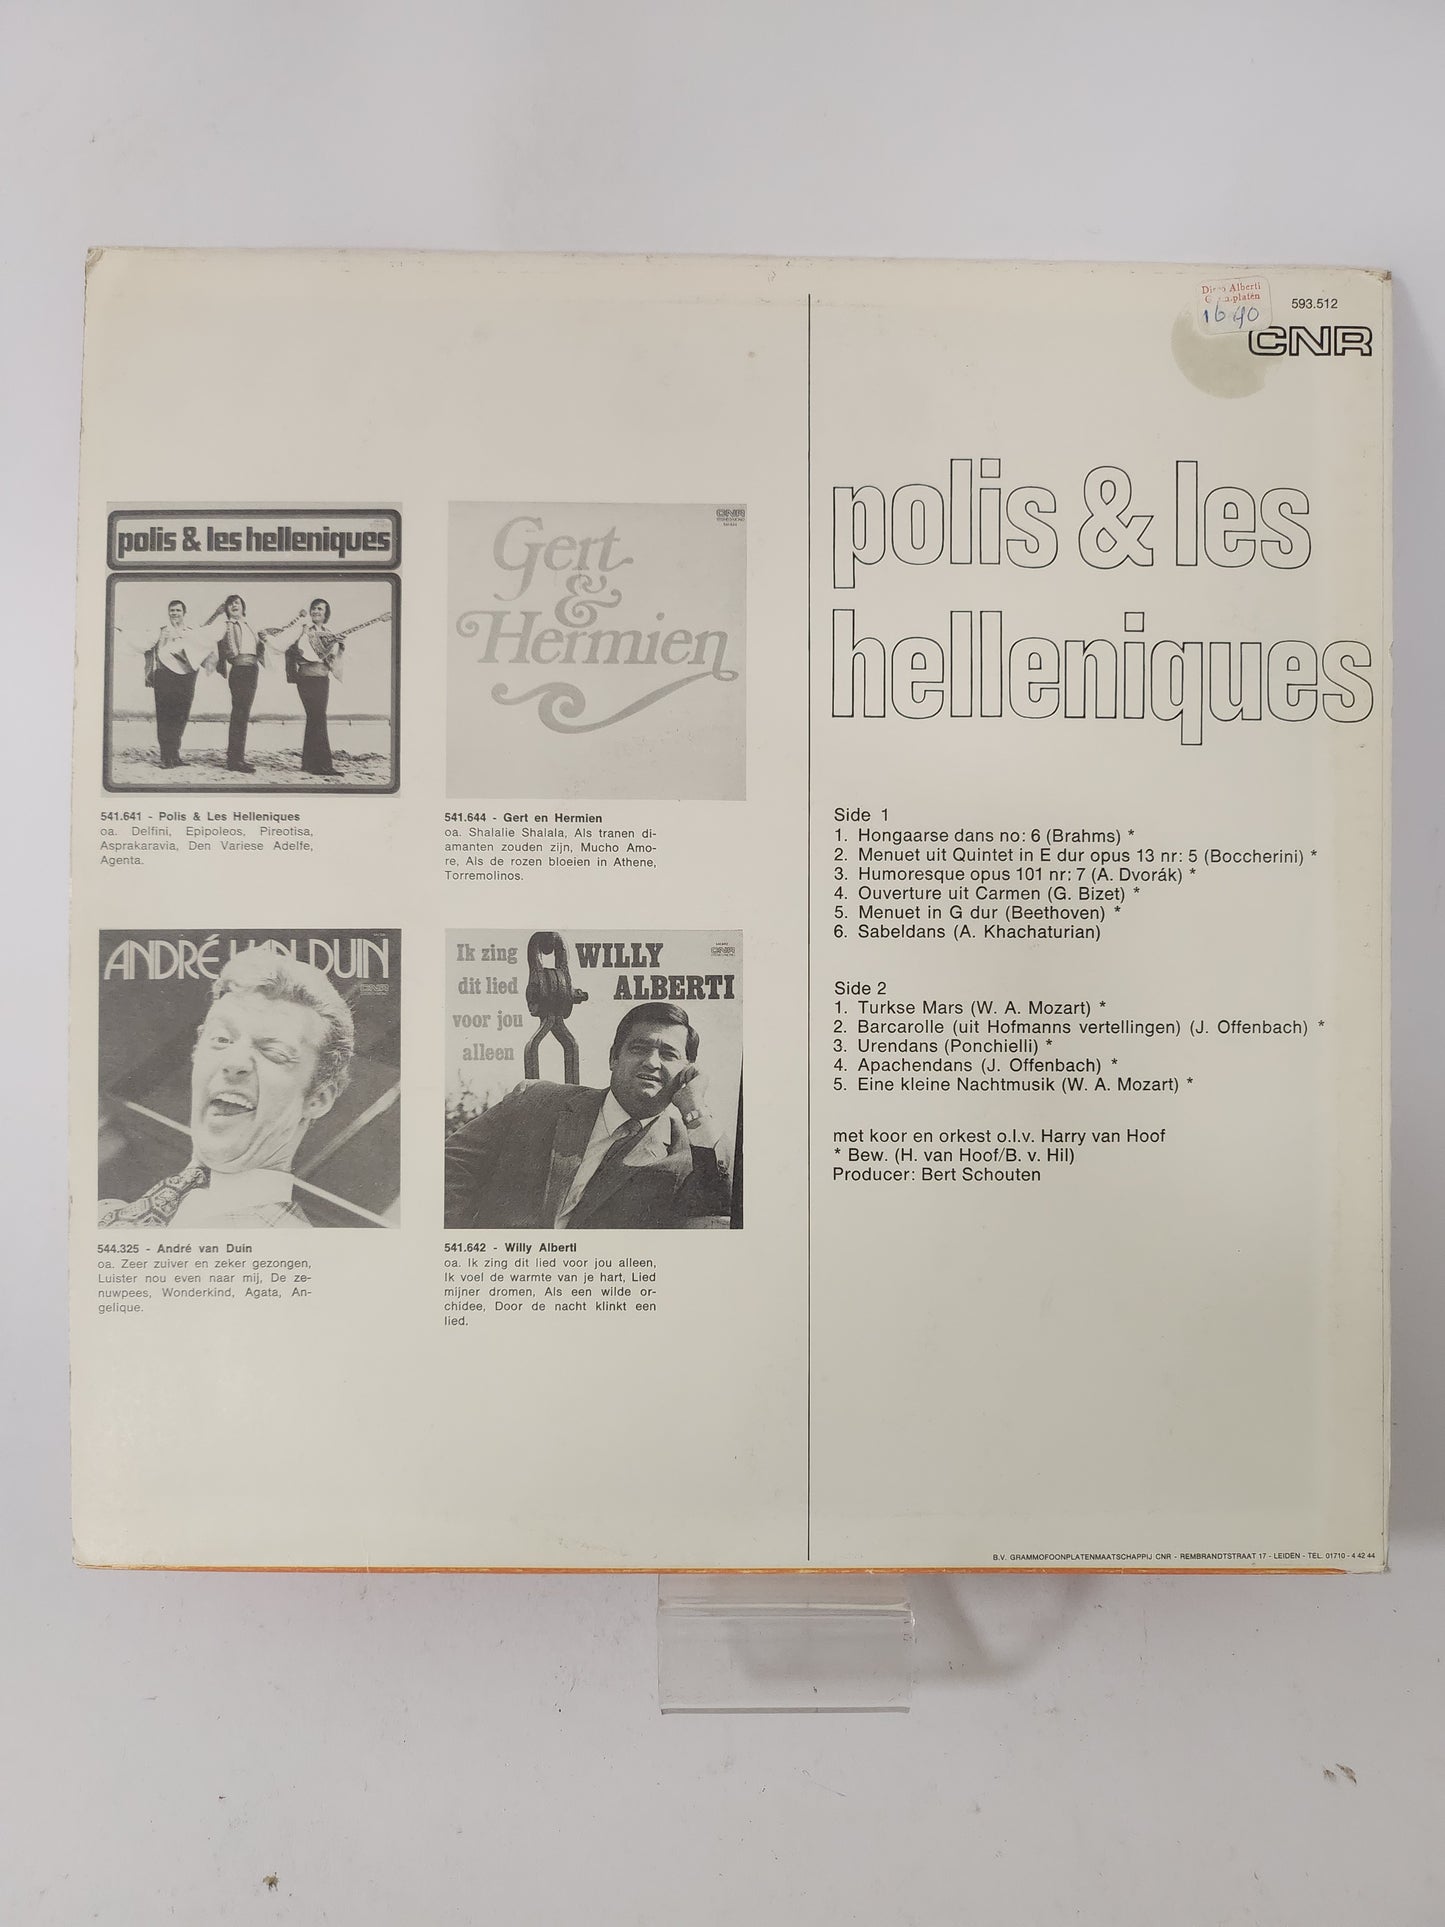 Alberti
platen
16 40
593.512
CNR
polis & les
helleniques
polis & les helleniques
541.641 - Polis & Les Helleniques
oa. Delfini, Epipoleos, Pireotisa,
Asprakaravia, Den Variese Adelfe,
Agenta.
CNR
Gert
&
Hermien
541.644 - Gert en Hermien
oa. Shalalie Shalala, Als tranen di-
amanten zouden zijn, Mucho Amo-
re, Als de rozen bloeien in Athene,
Torremolinos.
ANDRÉ VAN DUIN
CNR
544.325 - André van Duin
oa. Zeer zuiver en zeker gezongen,
Luister nou even naar mij, De ze-
nuwpees, Wonderkind, Agata, An-
gelique.
Ik zing
dit lied
voor jou
alleen
WILLY
ALBERTI
CNR
541.642 - Willy Alberti
oa. Ik zing dit lied voor jou alleen,
Ik voel de warmte van je hart, Lied
mijner dromen, Als een wilde or-
chidee, Door de nacht klinkt een
lied.
Side 1
1. Hongaarse dans no: 6 (Brahms) *
2. Menuet uit Quintet in E dur opus 13 nr: 5 (Boccherini) *
3. Humoresque opus 101 nr: 7 (A. Dvorák) *
4. Ouverture uit Carmen (G. Bizet) *
5. Menuet in G dur (Beethoven) *
6. Sabeldans (A. Khachaturian)
Side 2
1. Turkse Mars (W. A. Mozart) *
2. Barcarolle (uit Hofmanns vertellingen) (J. Offenbach) *
3. Urendans (Ponchielli) *
4. Apachendans (J. Offenbach) *
5. Eine kleine Nachtmusik (W. A. Mozart) *
met koor en orkest o.l.v. Harry van Hoof
* Bew. (H. van Hoof/B. v. Hil)
Producer: Bert Schouten
B.V. GRAMMOFOONPLATENMAATSCHAPPIJ CNR - REMBRANDTSTRAAT 17 - LEIDEN - TEL. 01710 - 4 42 44